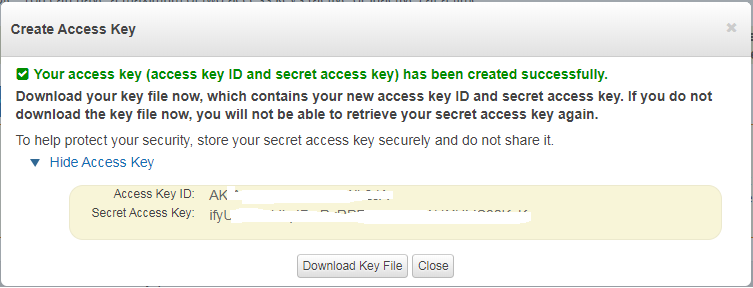 Create Access Key
Your access key (access key ID and secret access key) has been created successfully.
Download your key file now, which contains your new access key ID and secret access key. If you do not
download the key file now, you will not be able to retrieve your secret access key again.
To help protect your security, store your secret access key securely and do not share it.
Hide Access Key
Access Key ID: AK
Secret Access Key: ifyU
Download Key File Close